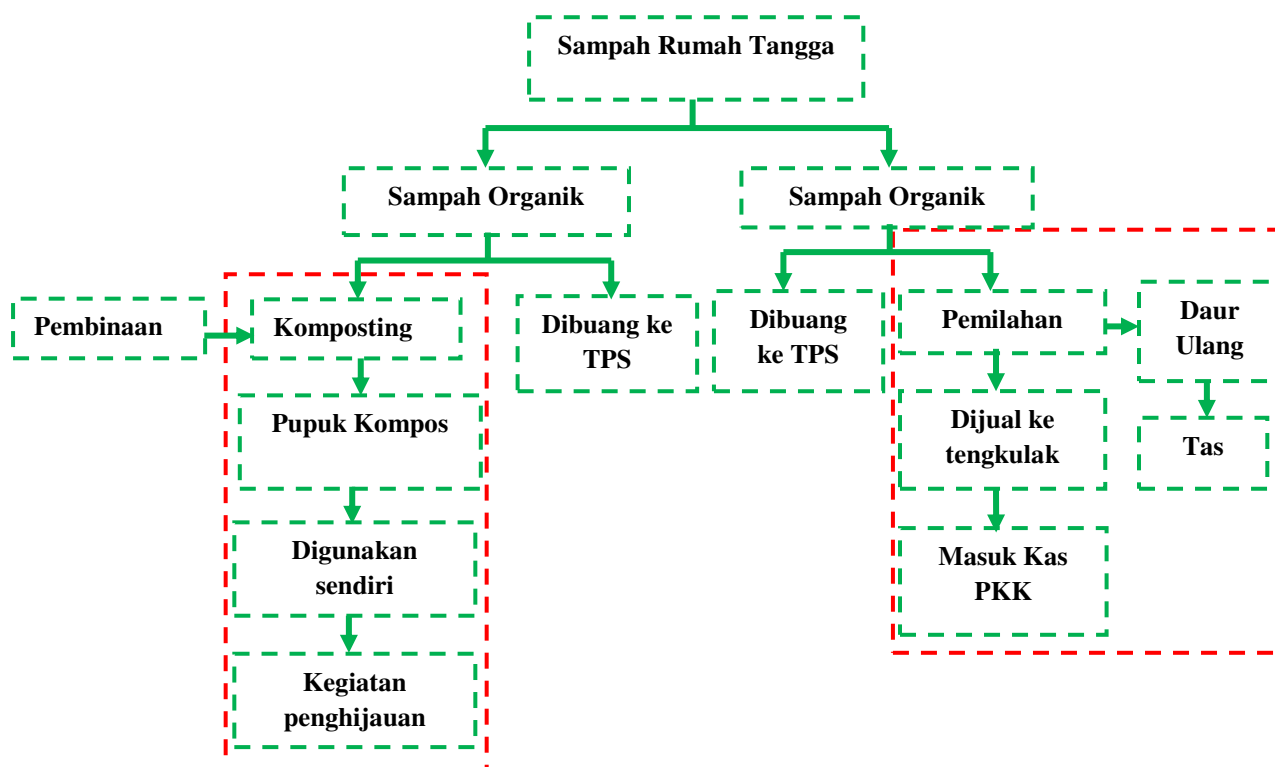 Sampah Rumah Tangga
Sampah Organik
Sampah Organik
Pembinaan
Komposting
Dibuang ke
TPS
Dibuang
ke TPS
Pemilahan
Daur
Ulang
Pupuk Kompos
Dijual ke
tengkulak
Tas
Digunakan
sendiri
Masuk Kas
PKK
Kegiatan
penghijauan